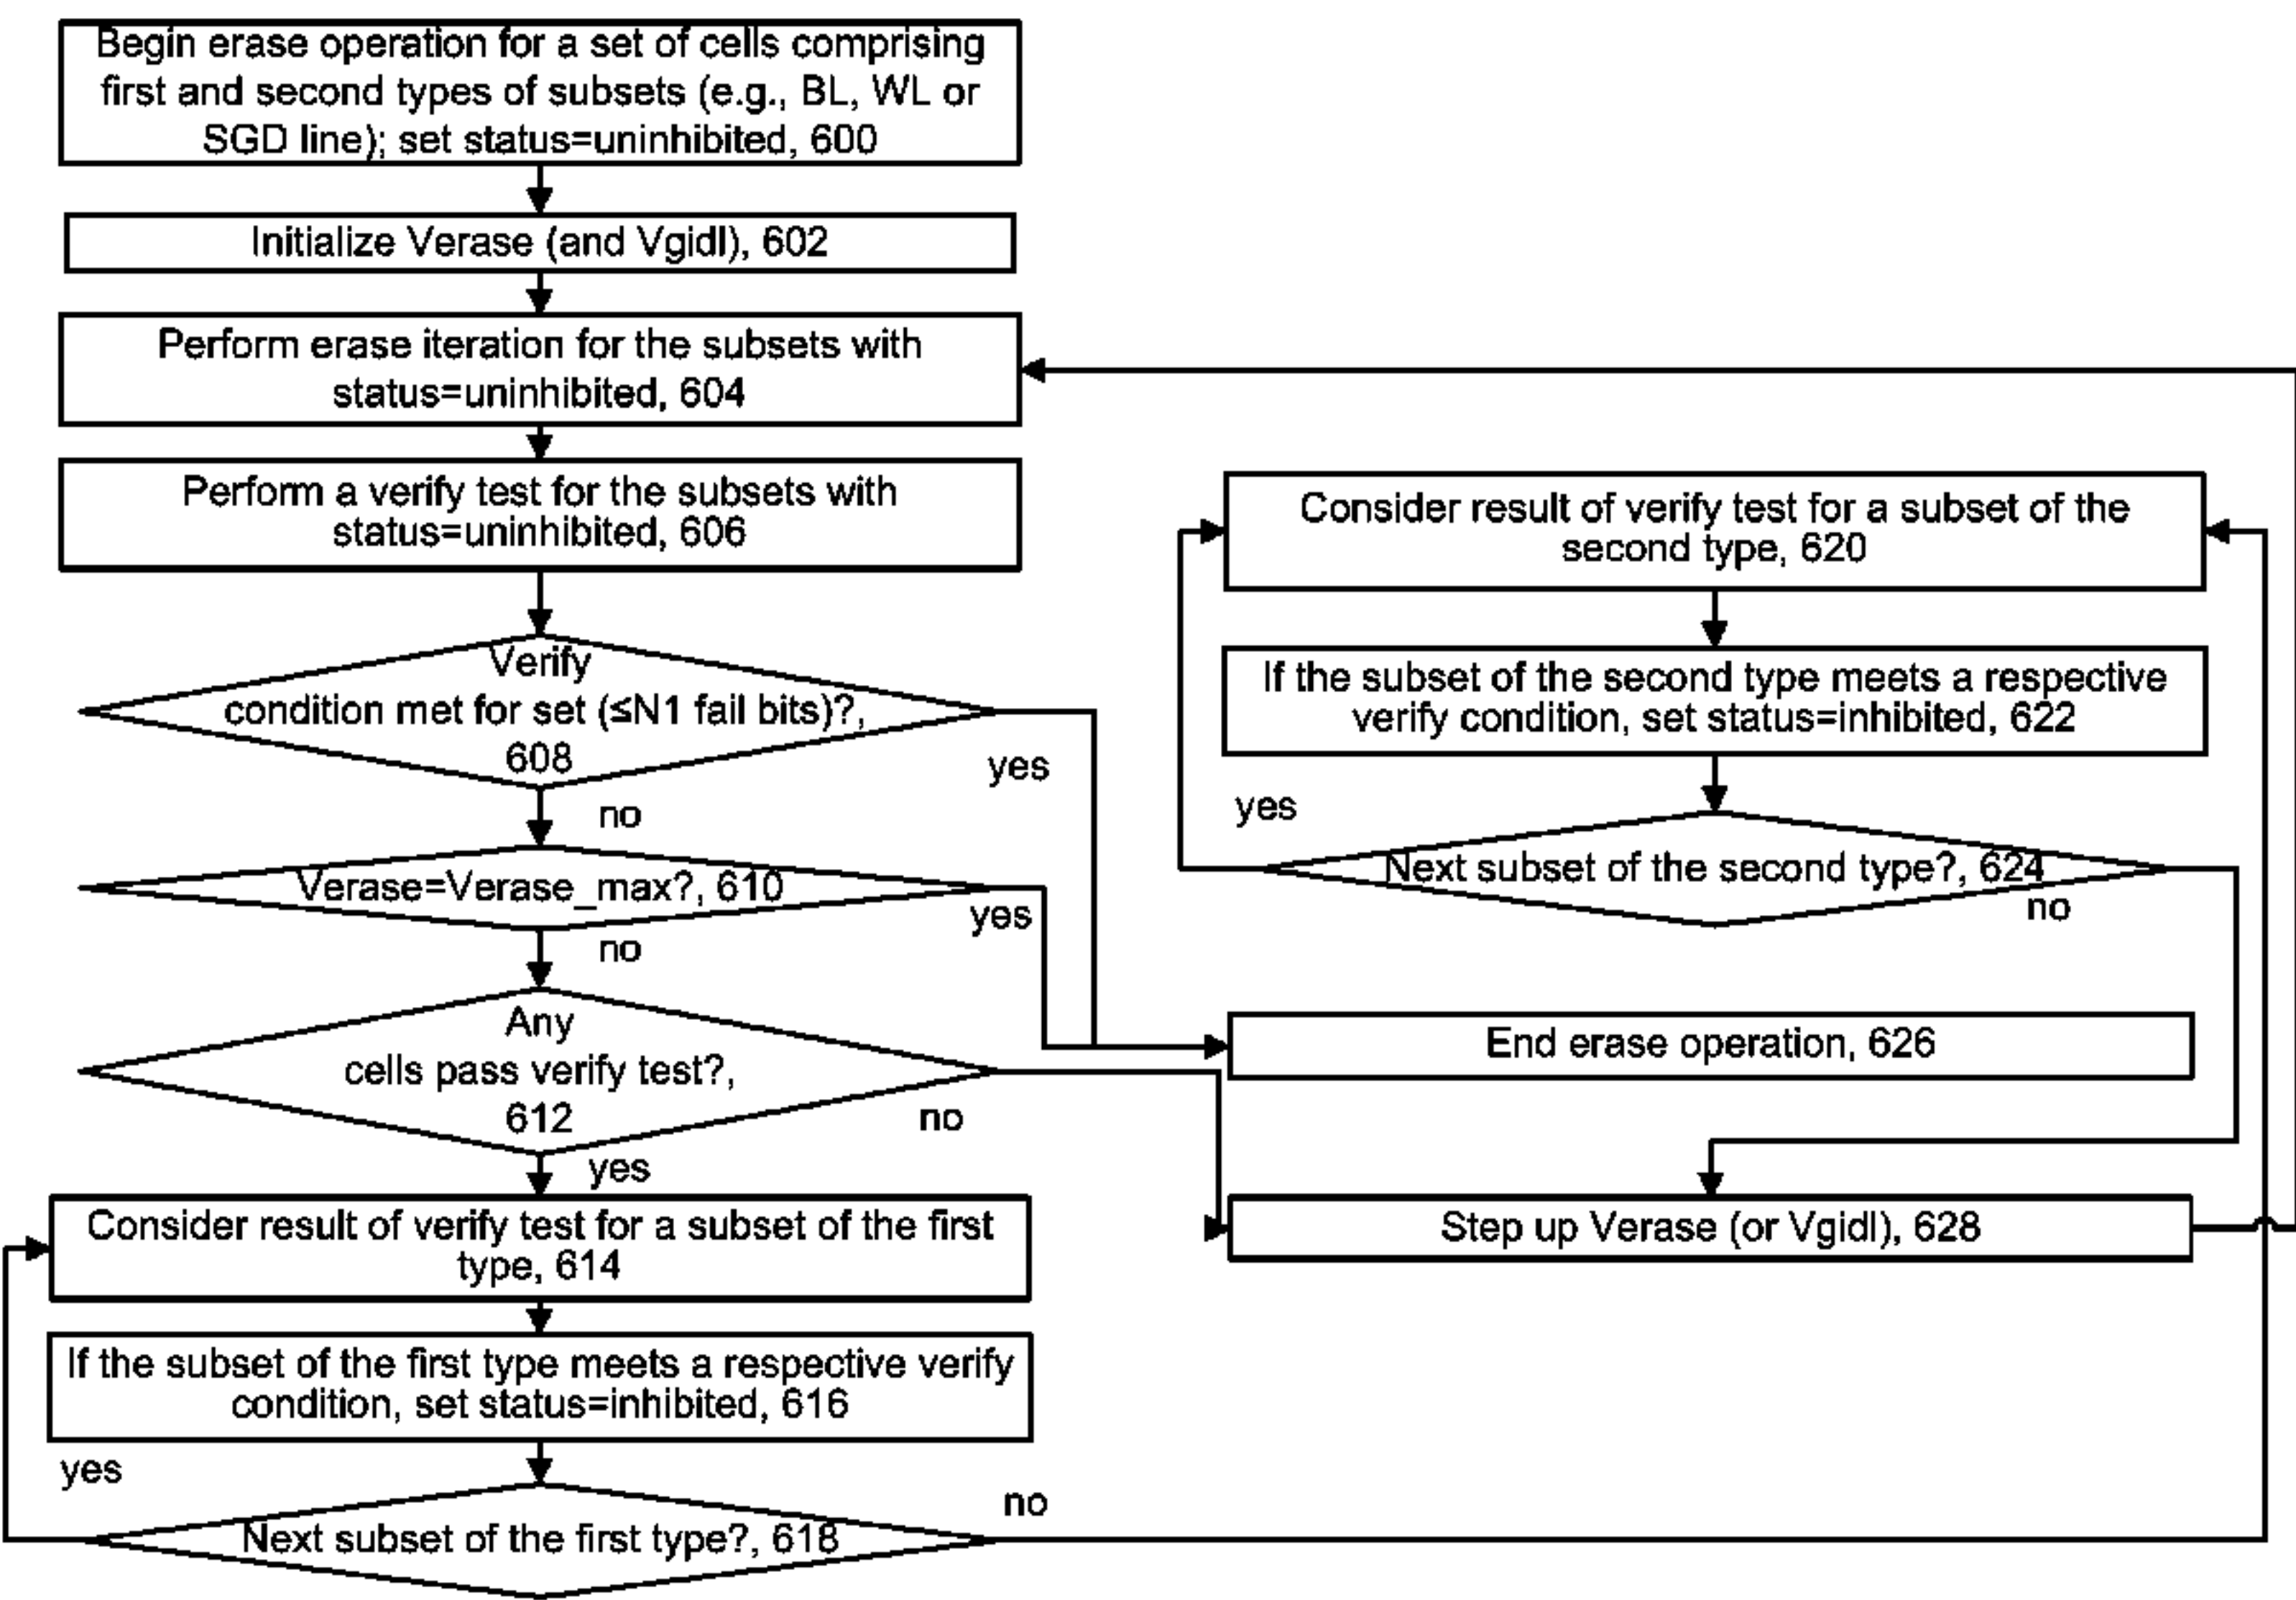 Begin erase operation for a set of cells comprising
first and second types of subsets (e.g., BL, WL or
SGD line); set status=uninhibited, 600
Initialize Verase (and Vgidl), 602
Perform erase iteration for the subsets with
status=uninhibited, 604
Perform a verify test for the subsets with
status=uninhibited, 606
Verify
condition met for set (≤N1 fail bits)?,
608
yes
no
Verase=Verase_max?, 610
yes
no
Any
cells pass verify test?,
612
no
yes
Consider result of verify test for a subset of the first
type, 614
If the subset of the first type meets a respective verify
condition, set status=inhibited, 616
yes
no
Next subset of the first type?, 618
Consider result of verify test for a subset of the
second type, 620
If the subset of the second type meets a respective
verify condition, set status=inhibited, 622
yes
Next subset of the second type?, 624
no
End erase operation, 626
Step up Verase (or Vgidl), 628